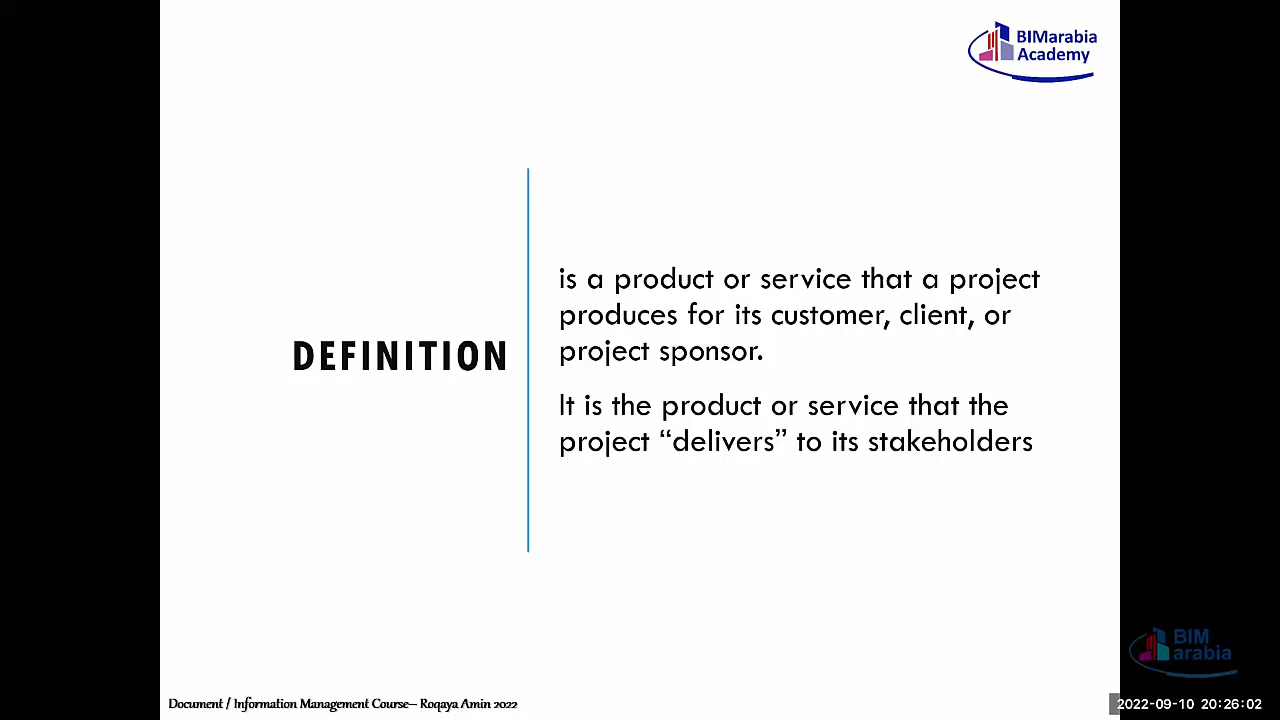 BIMarabia
Academy
DEFINITION
is a product or service that a project
produces for its customer, client, or
project sponsor.
It is the product or service that the
project “delivers” to its stakeholders
BIM
arabia
Document / Information Management Course– Roqaya Amin 2022
2022-09-10 20:26:02